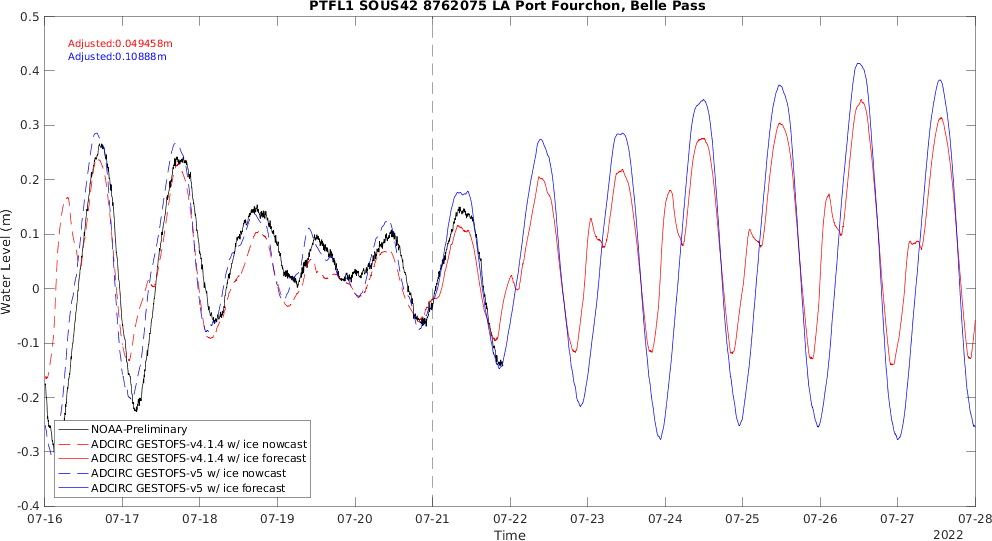 PTFL1 SOUS42 8762075 LA Port Fourchon, Belle Pass
0.5
Adjusted:0.049458m
Adjusted:0.10888m
0.4
0.3
0.2
0.1
0
-0.1
-0.2
-0.3
-0.4
Water Level (m)
NOAA-Preliminary
ADCIRC GESTOFS-v4.1.4 w/ ice nowcast
ADCIRC GESTOFS-v4.1.4 w/ ice forecast
ADCIRC GESTOFS-v5 w/ ice nowcast
ADCIRC GESTOFS-v5 w/ ice forecast
07-16 07-17 07-18 07-19 07-20 07-21 07-22 07-23 07-24 07-25 07-26 07-27 07-28
Time
2022